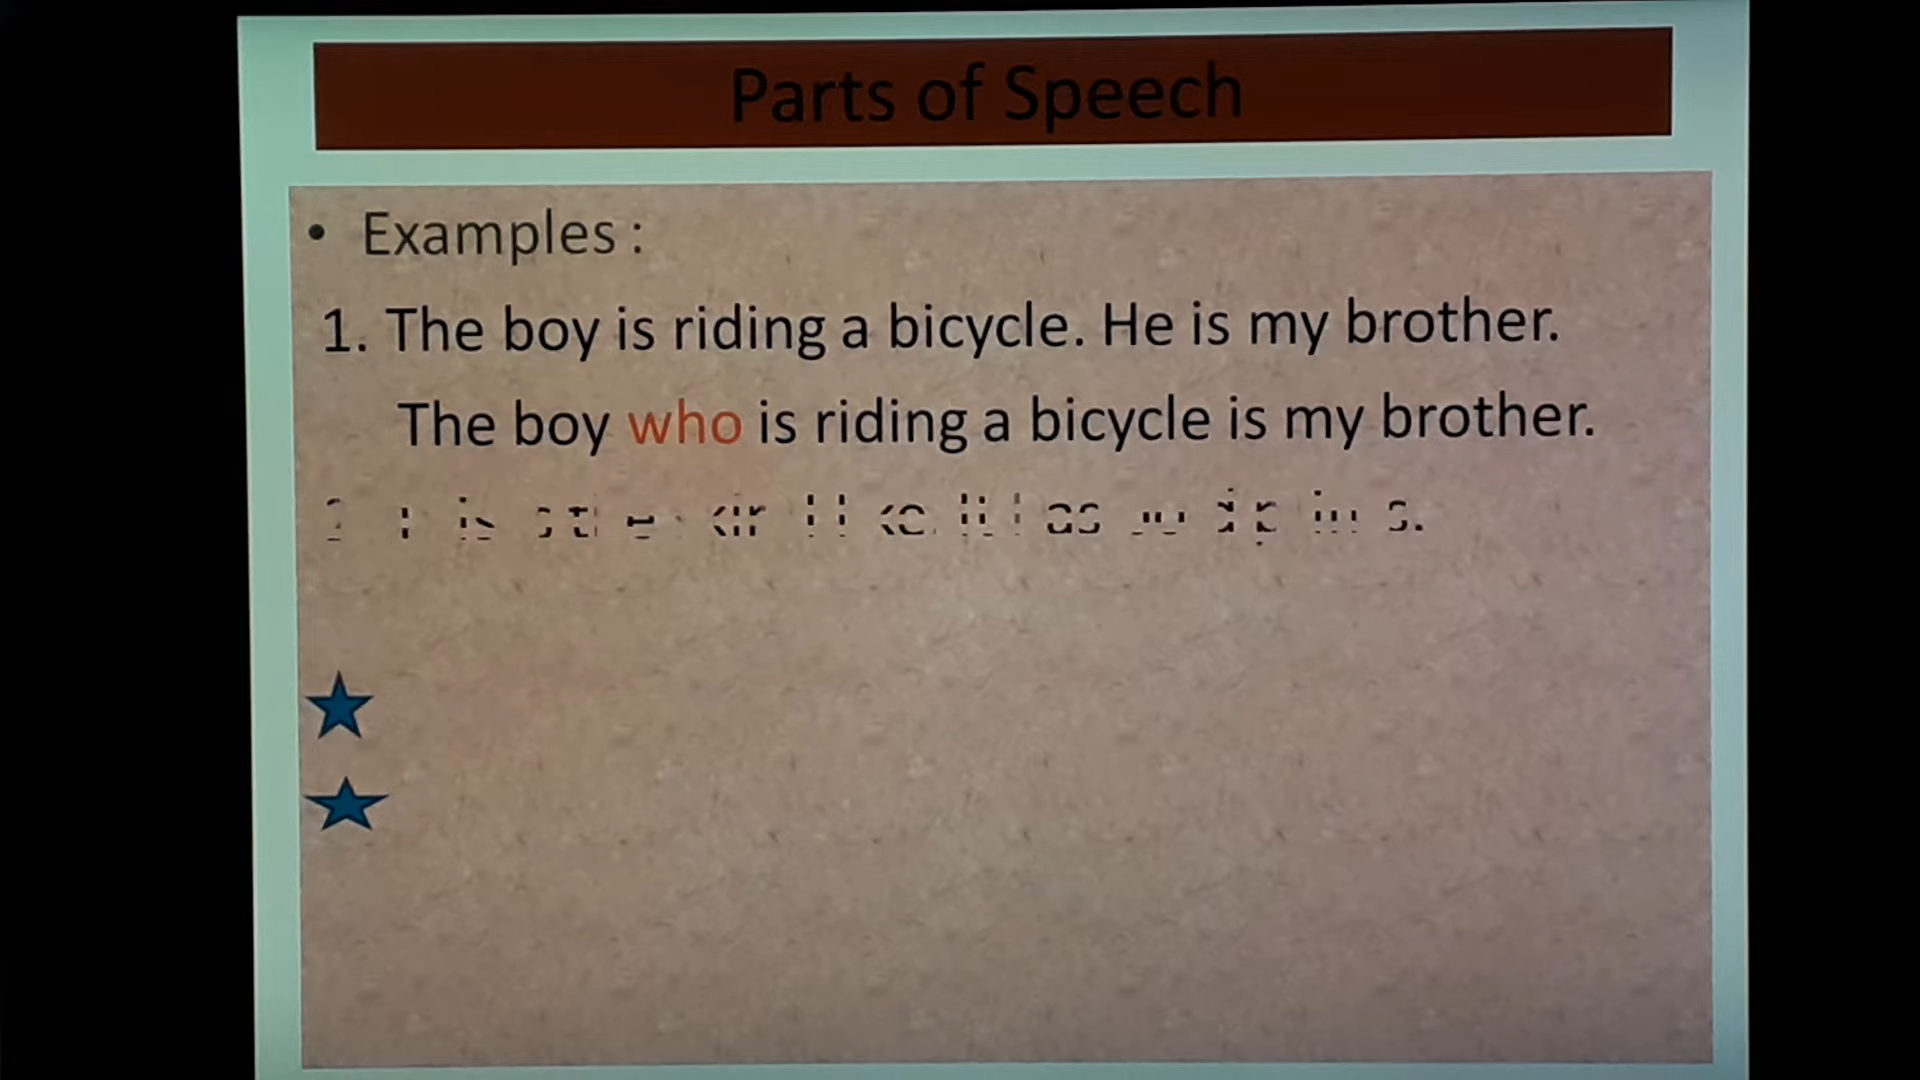 Parts of Speech
• Examples :
1. The boy is riding a bicycle. He is my brother.
The boy who is riding a bicycle is my brother.